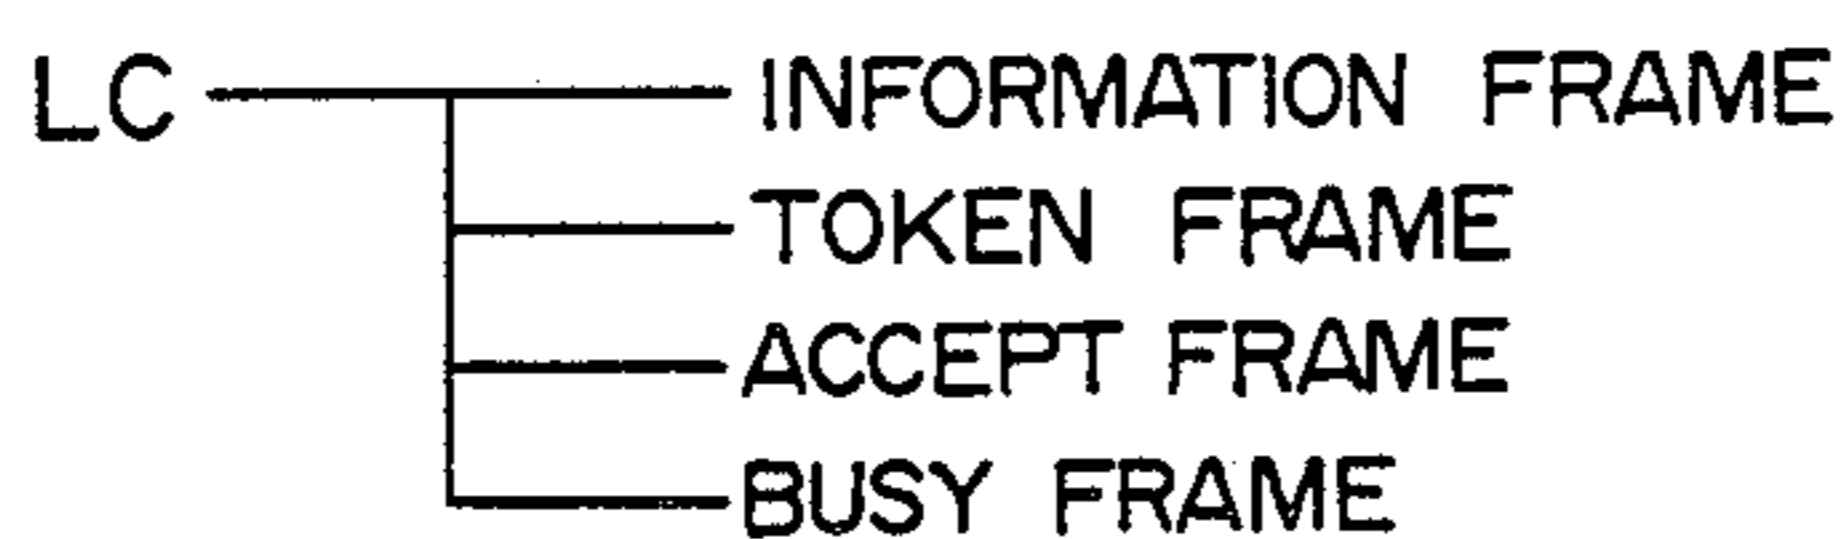 LC INFORMATION FRAME
TOKEN FRAME
ACCEPT FRAME
BUSY FRAME